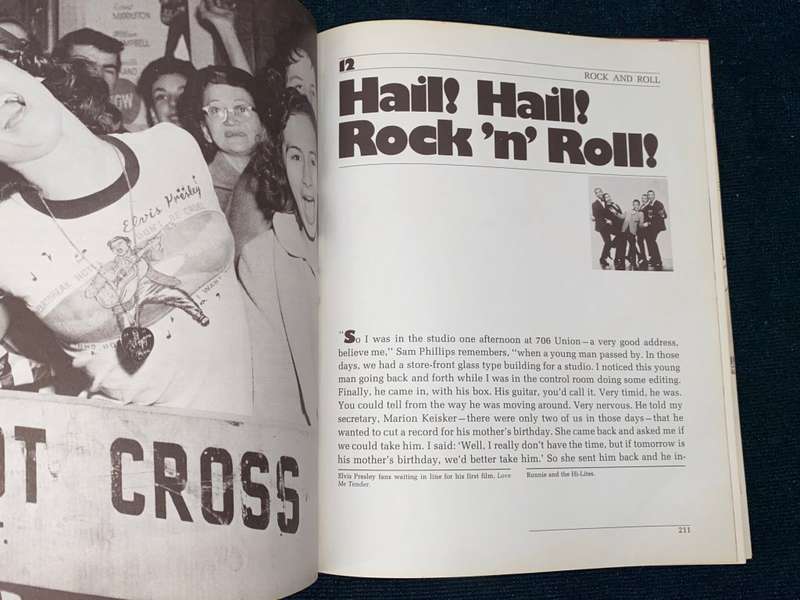 MIDDLETON
Elvis Presley
DON'T BE CRUEL
HEARTBREAK HOTEL
OT CROSS
12
ROCK AND ROLL
Hail! Hail!
Rock 'n' Roll!
"So I was in the studio one afternoon at 706 Union—a very good address,
believe me," Sam Phillips remembers, "when a young man passed by. In those
days, we had a store-front glass type building for a studio. I noticed this young
man going back and forth while I was in the control room doing some editing.
Finally, he came in, with his box. His guitar, you'd call it. Very timid, he was.
You could tell from the way he was moving around. Very nervous. He told my
secretary, Marion Keisker—there were only two of us in those days—that he
wanted to cut a record for his mother's birthday. She came back and asked me if
we could take him. I said: 'Well, I really don't have the time, but if tomorrow is
his mother's birthday, we'd better take him.' So she sent him back and he in-
Elvis Presley fans waiting in line for his first film, Love
Me Tender.
Ronnie and the Hi-Lites.
211